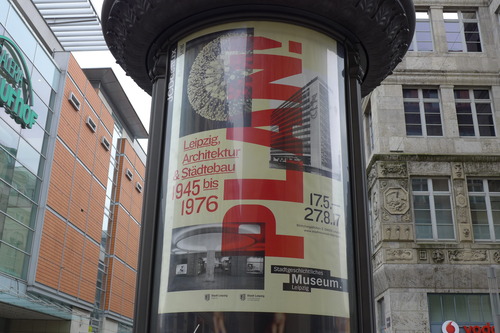 PLAN!
Leipzig,
Architektur
& Städtebau
1945 bis
1976
17.5.–
27.8.17
Stadtgeschichtliches
Museum.
Leipzig